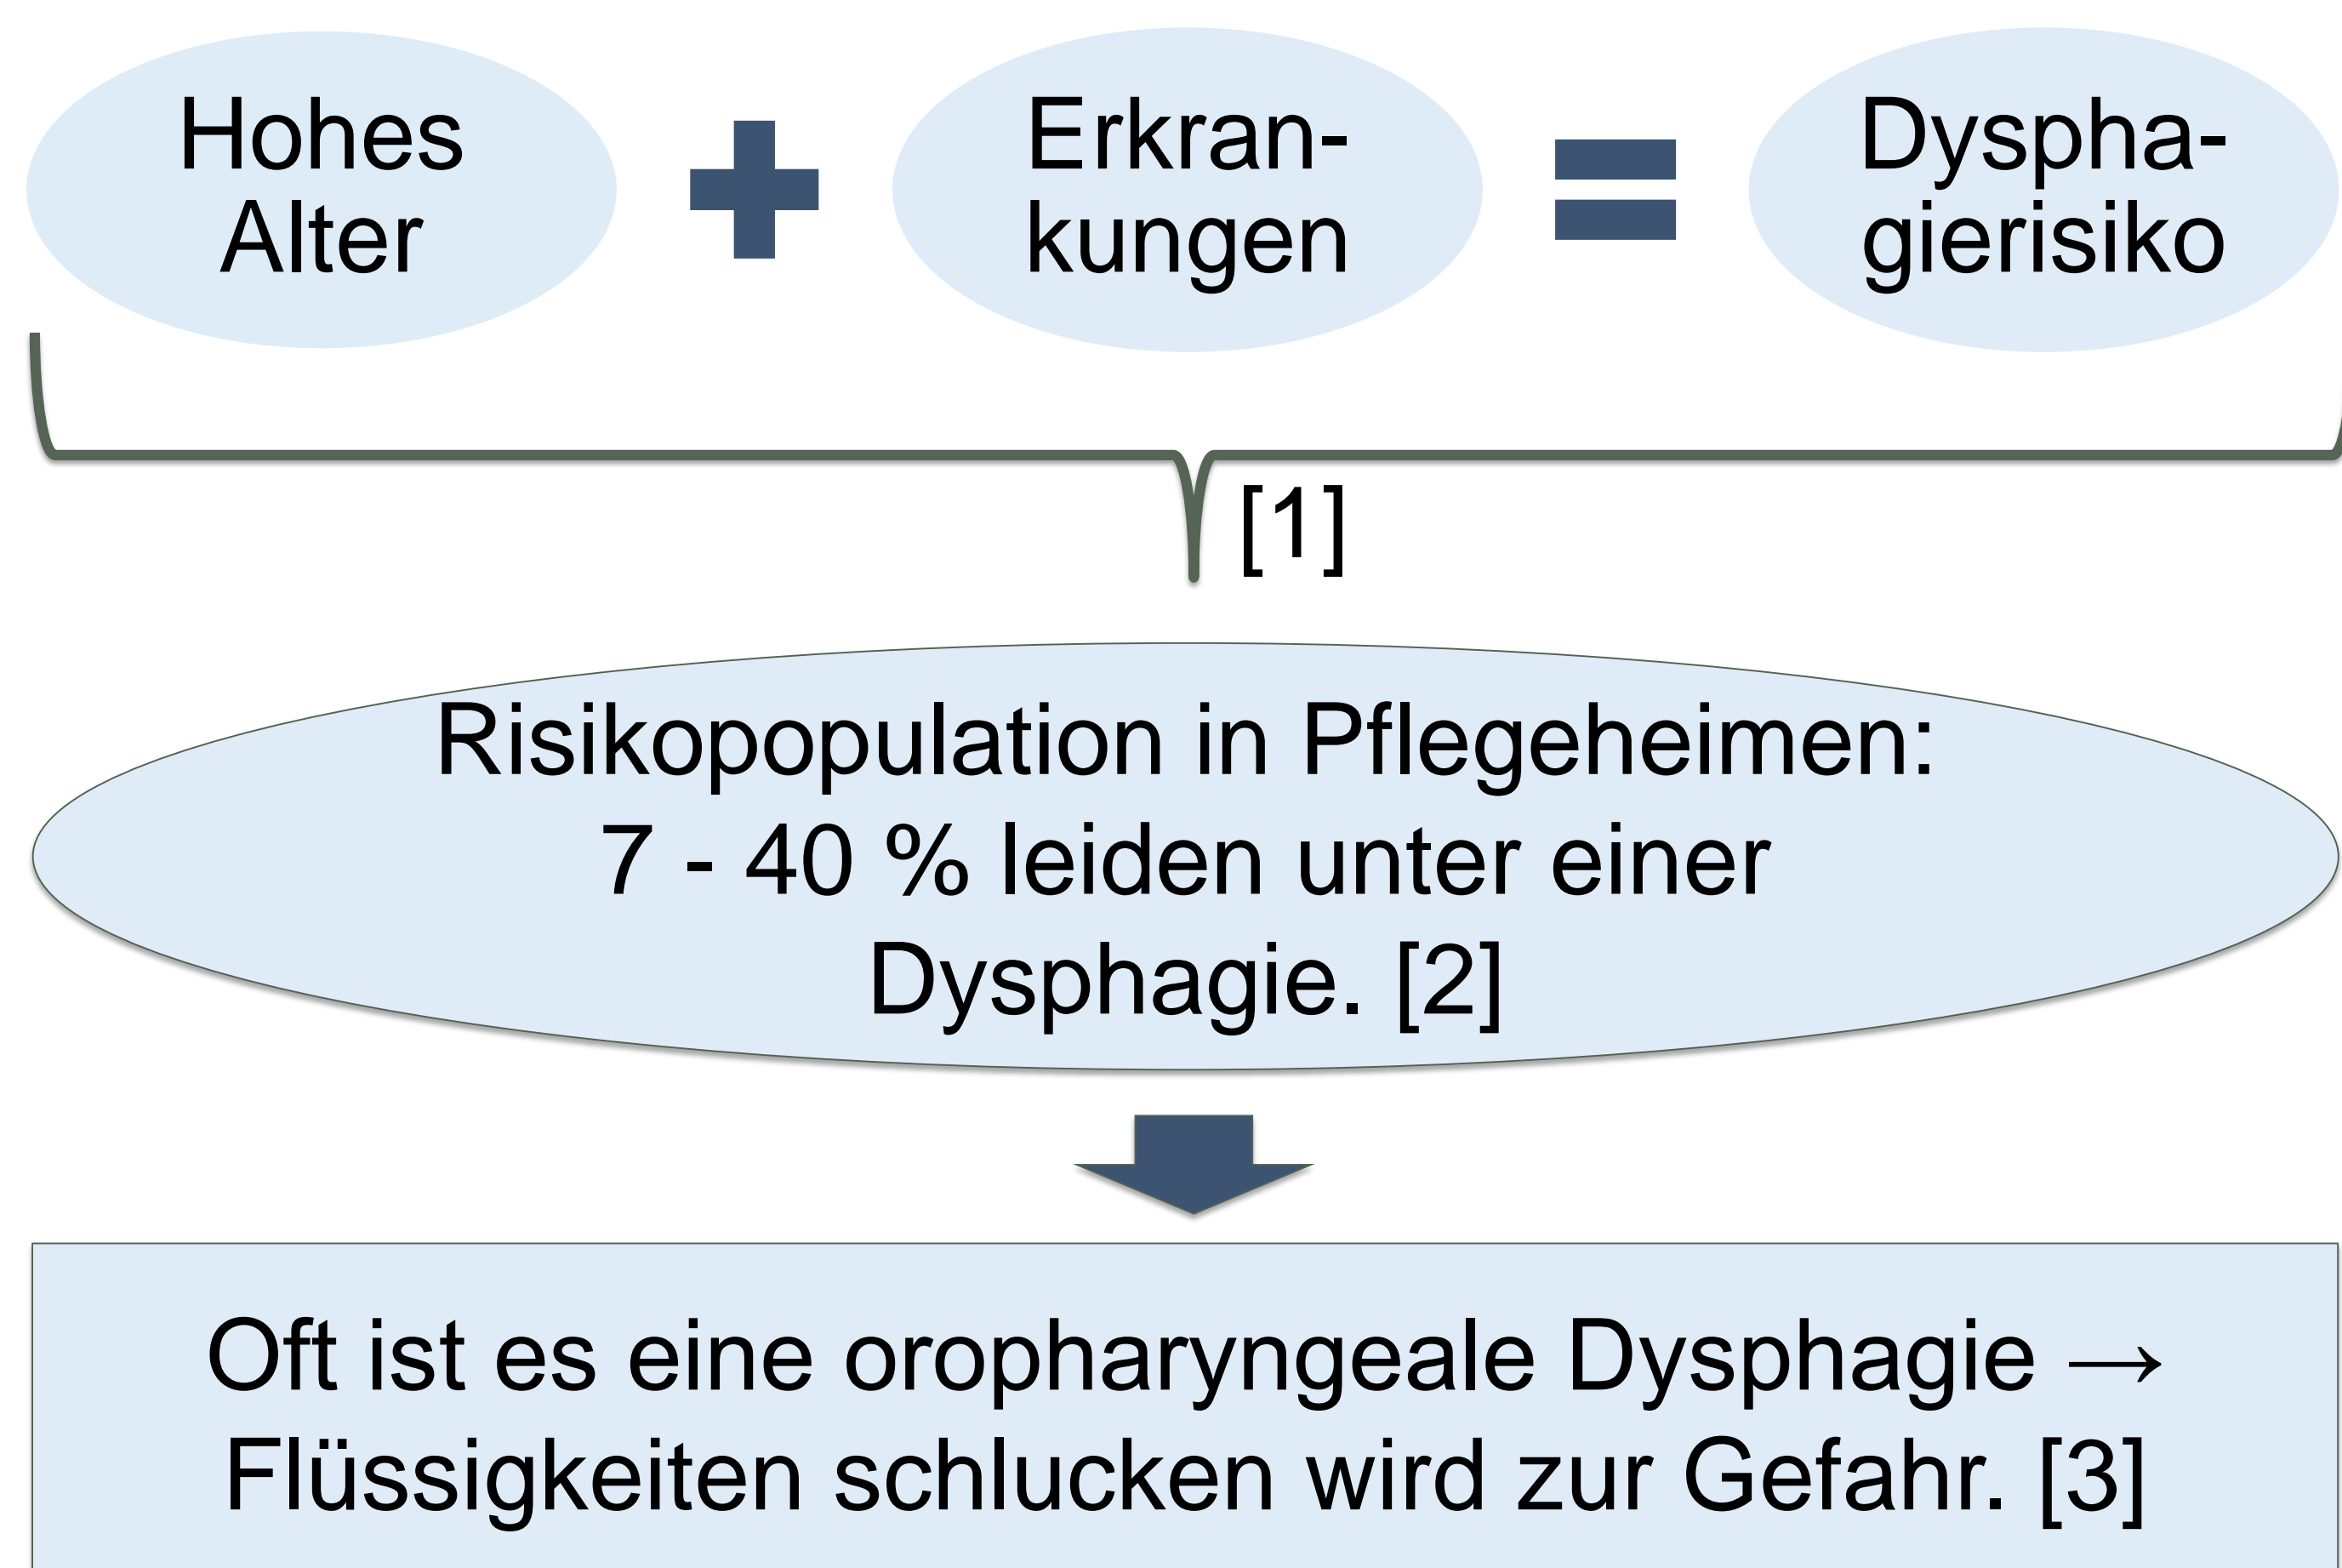 Hohes
Alter
Erkran-
kungen
Dyspha-
gierisiko
[1]
Risikopopulation in Pflegeheimen:
7 - 40 % leiden unter einer
Dysphagie. [2]
Oft ist es eine oropharyngeale Dysphagie →
Flüssigkeiten schlucken wird zur Gefahr. [3]